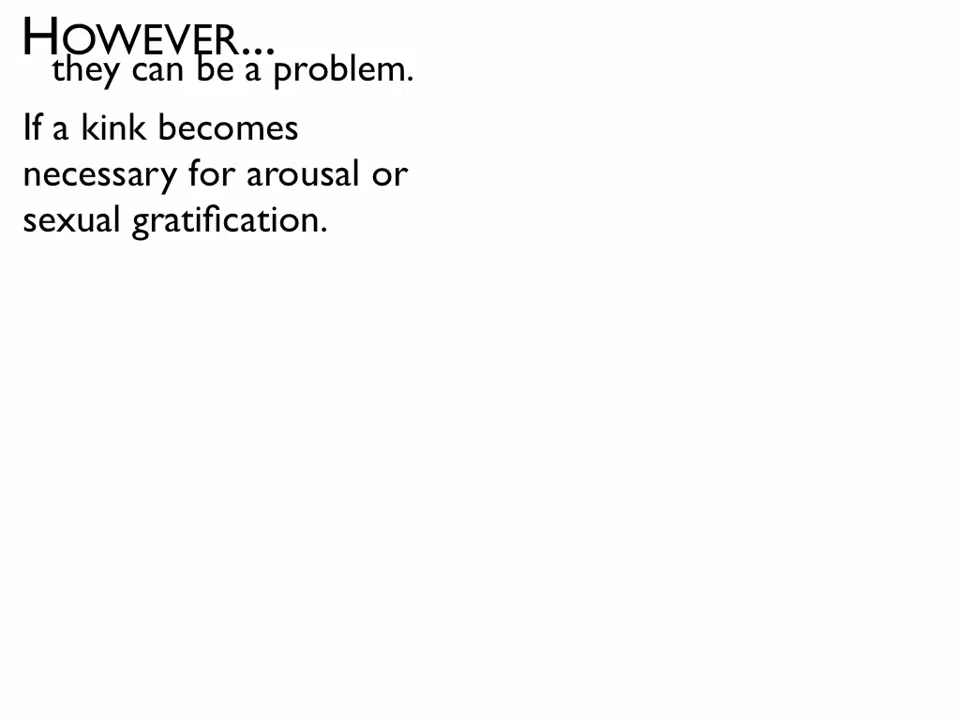 HOWEVER...
they can be a problem.
If a kink becomes
necessary for arousal or
sexual gratification.